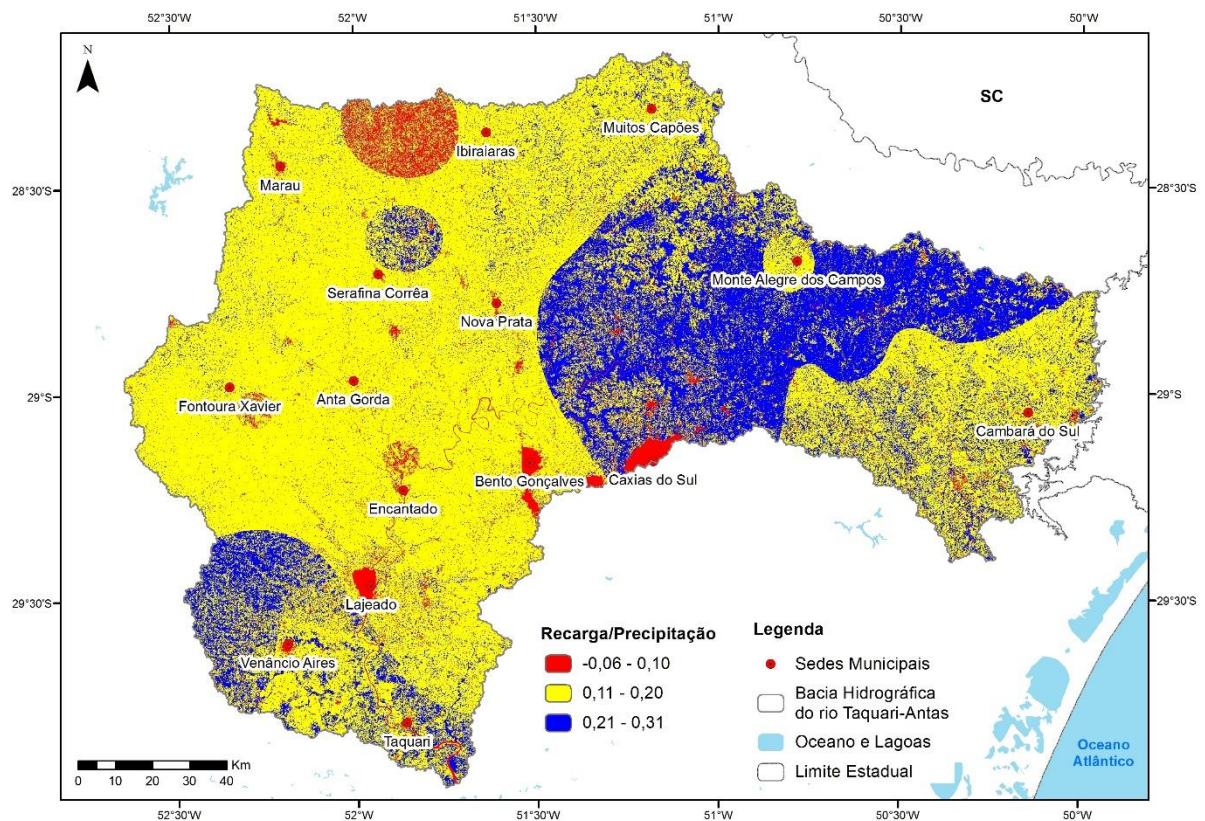 52°30'W 52°W 51°30'W 51°W 50°30'W 50°W
N
SC
Muitos Capões
Ibiraiaras
Marau
28°30'S 28°30'S
Monte Alegre dos Campos
Serafina Corrêa
Nova Prata
29°S 29°S
Fontoura Xavier
Anta Gorda
Cambará do Sul
Bento Gonçalves
Caxias do Sul
Encantado
29°30'S 29°30'S
Lajeado
Venâncio Aires
Taquari
Recarga/Precipitação
-0,06 - 0,10
0,11 - 0,20
0,21 - 0,31
Legenda
Sedes Municipais
Bacia Hidrográfica
do rio Taquari-Antas
Oceano e Lagoas
Limite Estadual
Oceano
Atlântico
Km
0 5 10 20 30 40
52°30'W 52°W 51°30'W 51°W 50°30'W 50°W